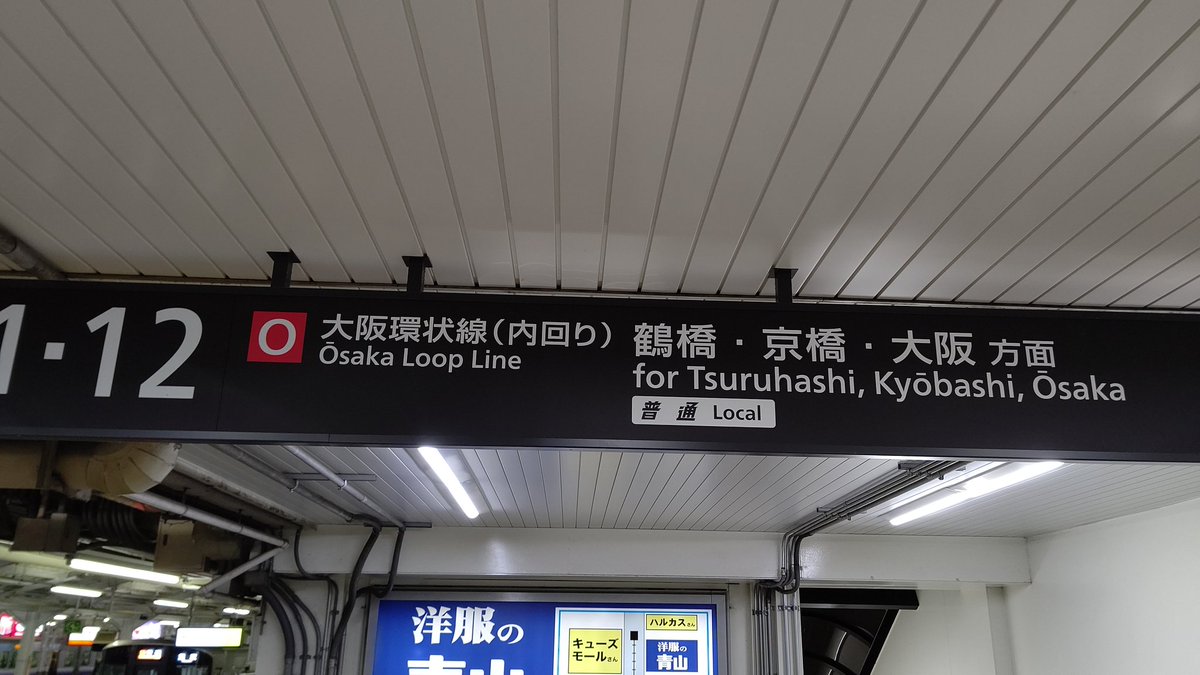 1・12
O
大阪環状線（内回り）
Ōsaka Loop Line
鶴橋・京橋・大阪 方面
for Tsuruhashi, Kyōbashi, Ōsaka
普通 Local
洋服の
青山
キューズ
モールさん
ハルカスさん
洋服の
青山